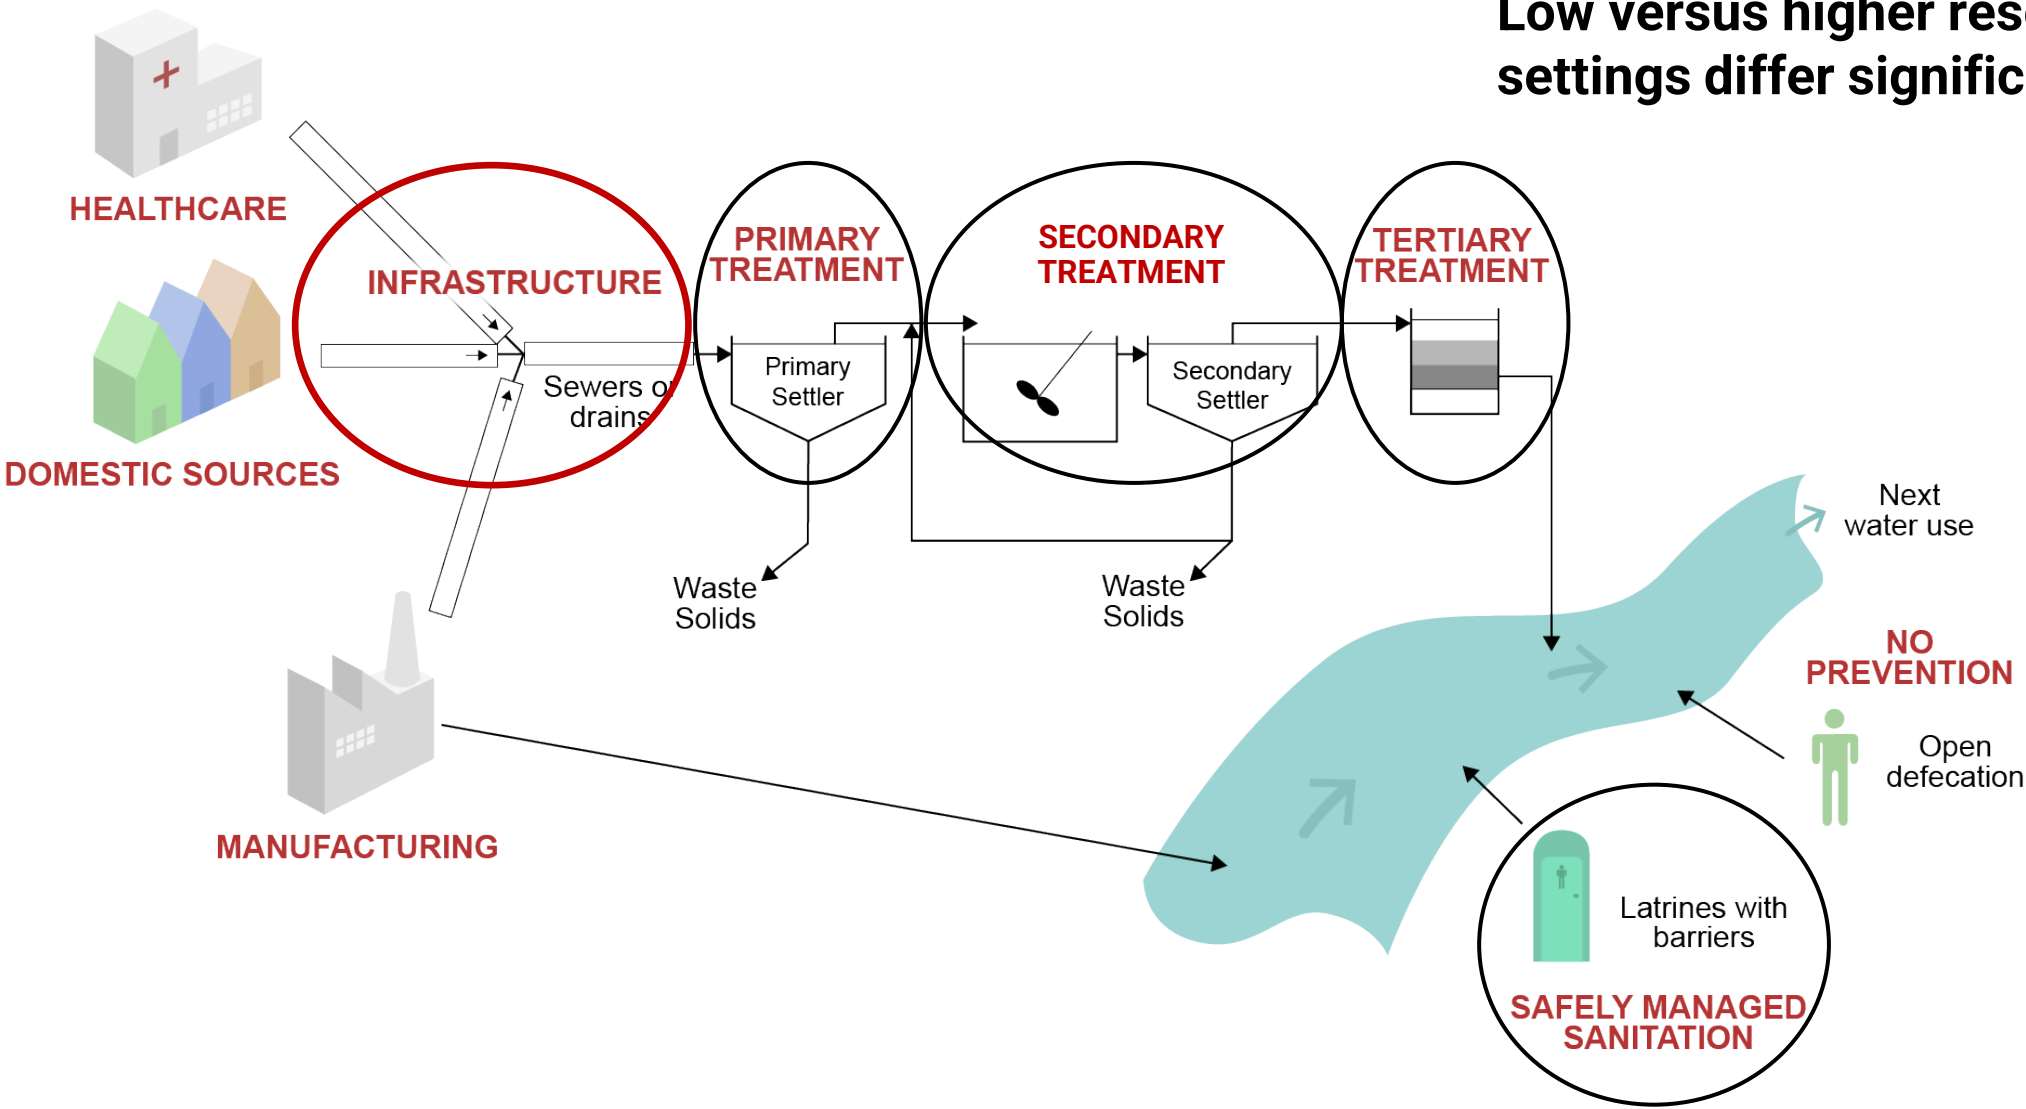 Low versus higher
settings differ
HEALTHCARE
INFRASTRUCTURE
PRIMARY
TREATMENT
SECONDARY
TREATMENT
TERTIARY
TREATMENT
Primary
Settler
Secondary
Settler
Sewers or
drains
DOMESTIC SOURCES
Waste
Solids
Waste
Solids
Next
water use
NO
PREVENTION
Open
defecation
MANUFACTURING
Latrines with
barriers
SAFELY MANAGED
SANITATION